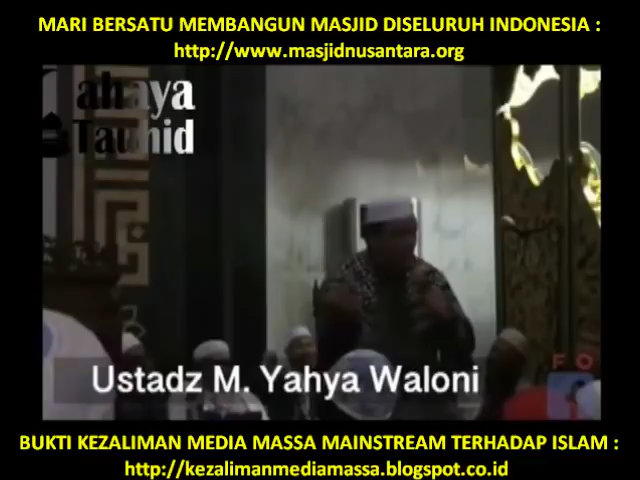 MARI BERSATU MEMBANGUN MASJID DISELURUH INDONESIA :
http://www.masjidnusantara.org
ahaya
Tauhid
Ustadz M. Yahya Waloni
F O
BUKTI KEZALIMAN MEDIA MASSA MAINSTREAM TERHADAP ISLAM :
http://kezalimanmediamassa.blogspot.co.id